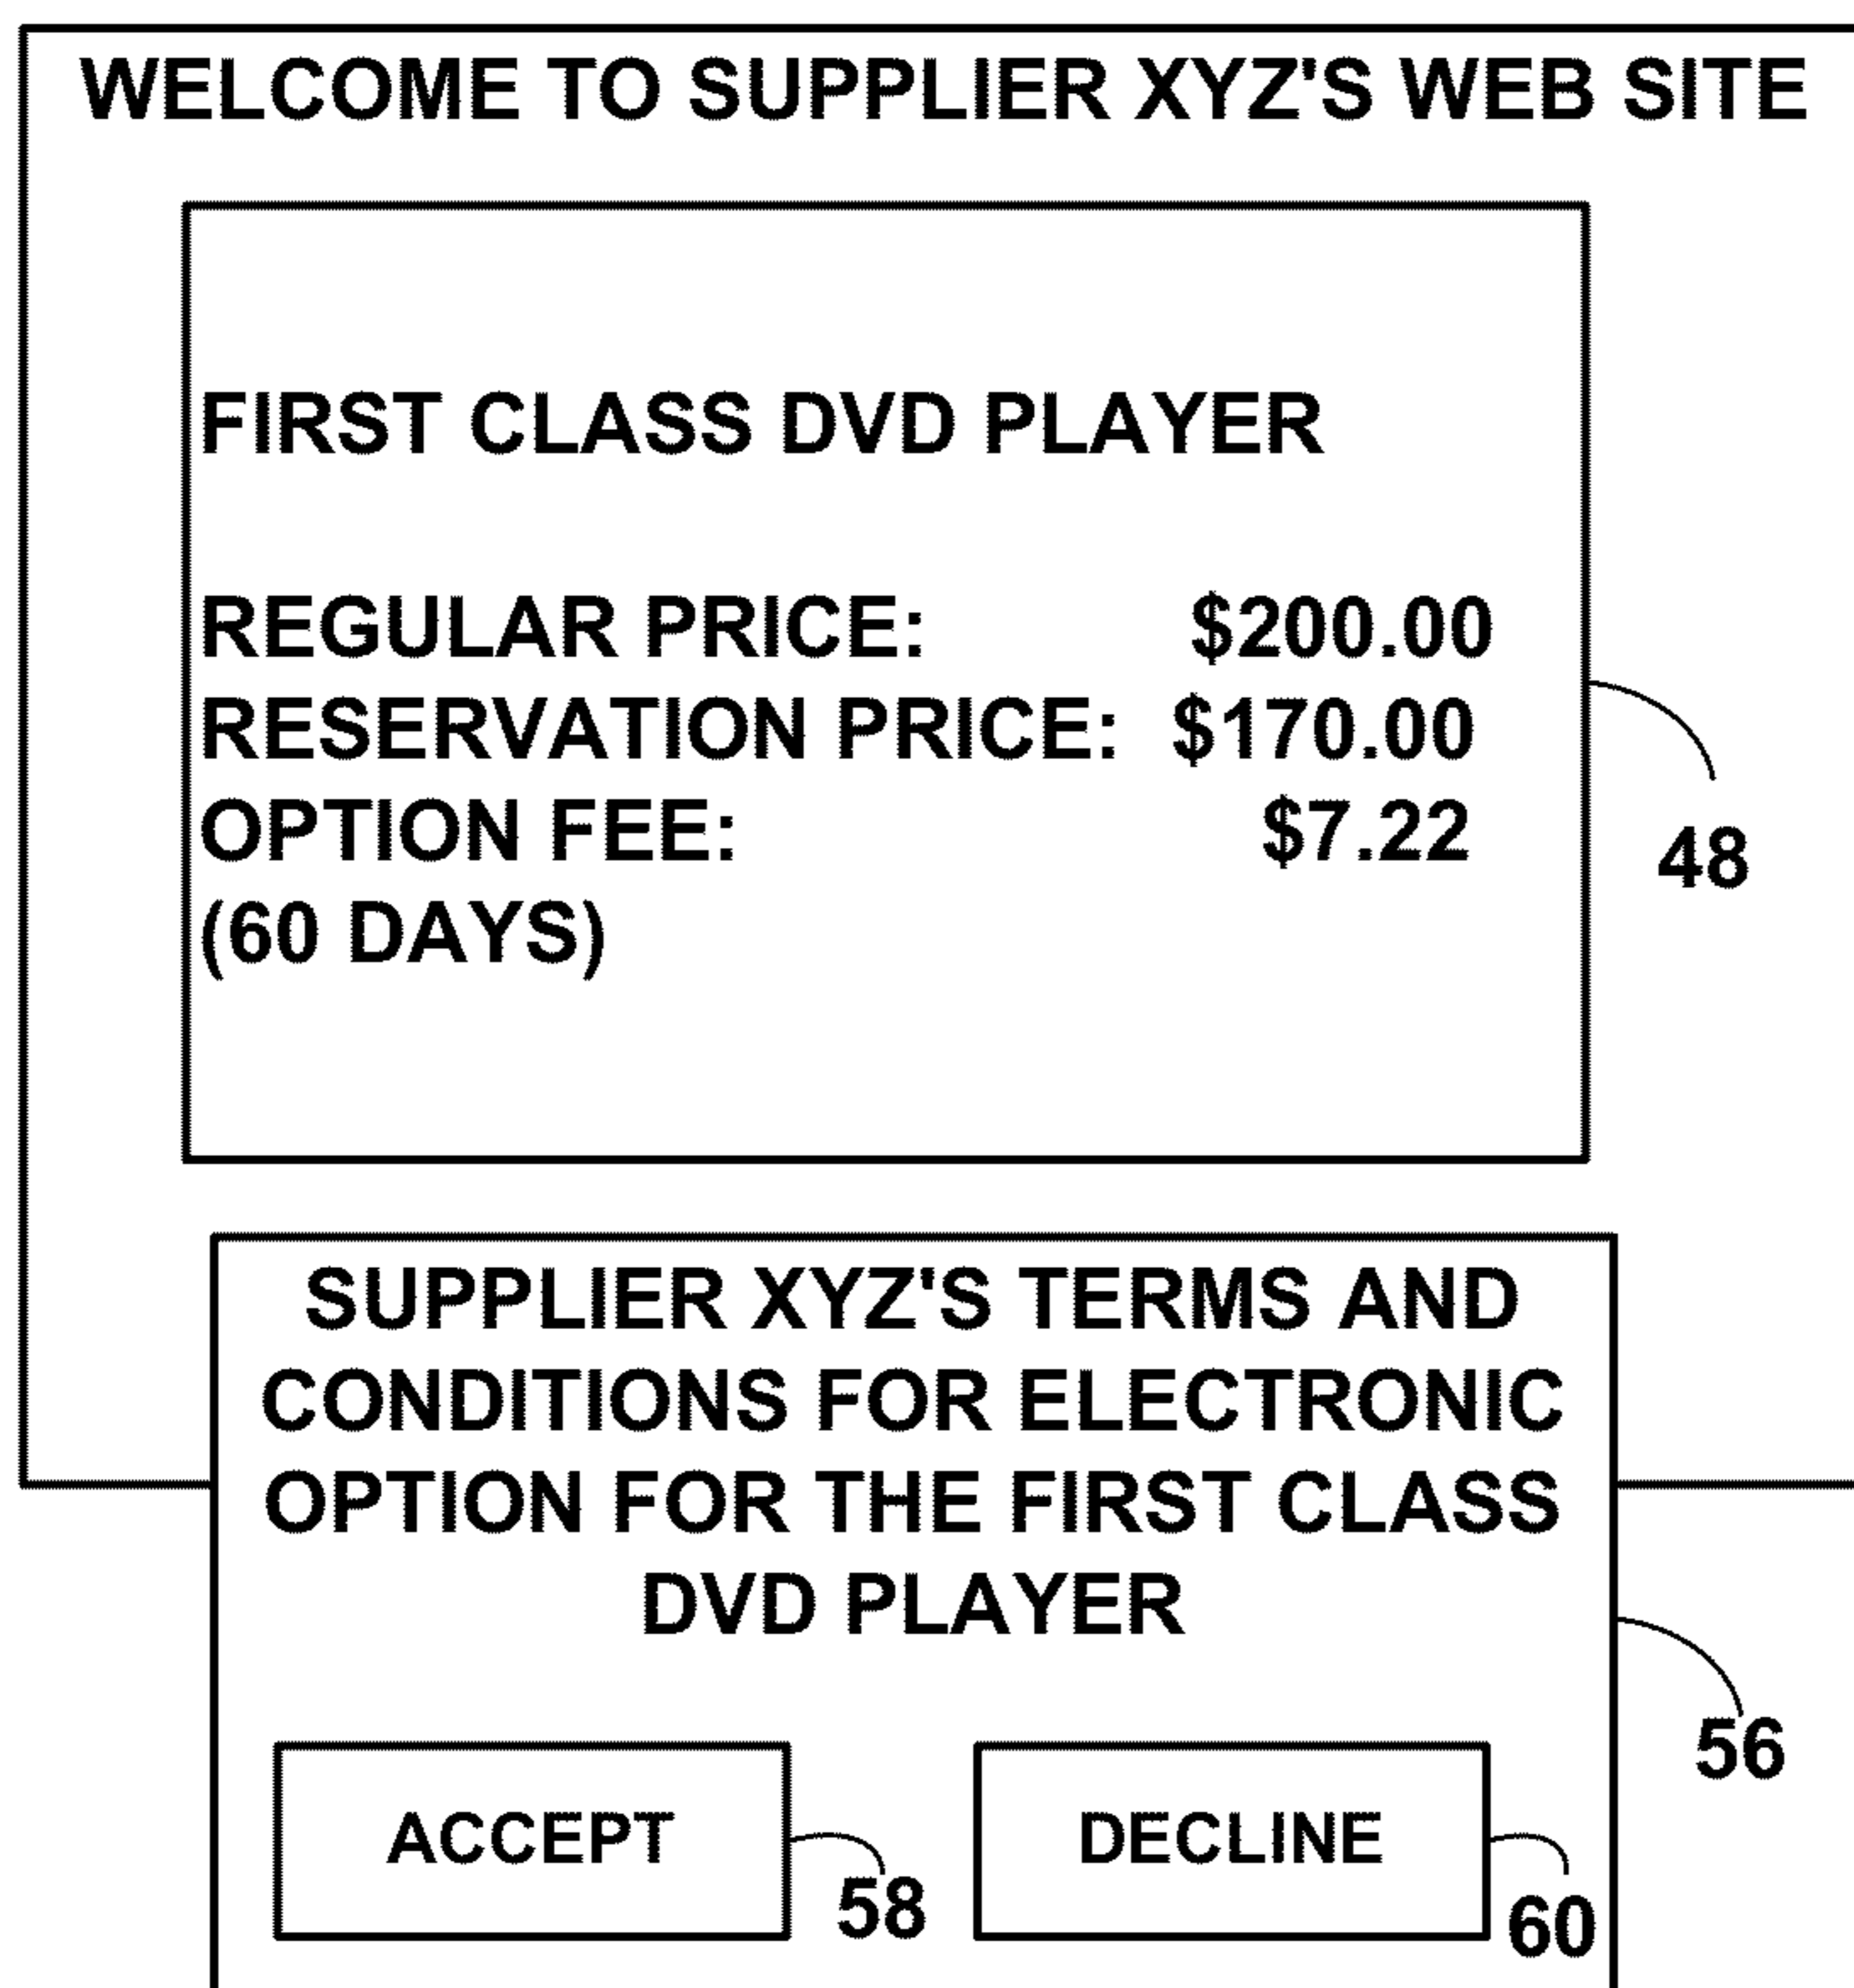 WELCOME TO SUPPLIER XYZ'S WEB SITE
FIRST CLASS DVD PLAYER
REGULAR PRICE: $200.00
RESERVATION PRICE: $170.00
OPTION FEE: $7.22
(60 DAYS)
48
SUPPLIER XYZ'S TERMS AND
CONDITIONS FOR ELECTRONIC
OPTION FOR THE FIRST CLASS
DVD PLAYER
56
ACCEPT
58
DECLINE
60